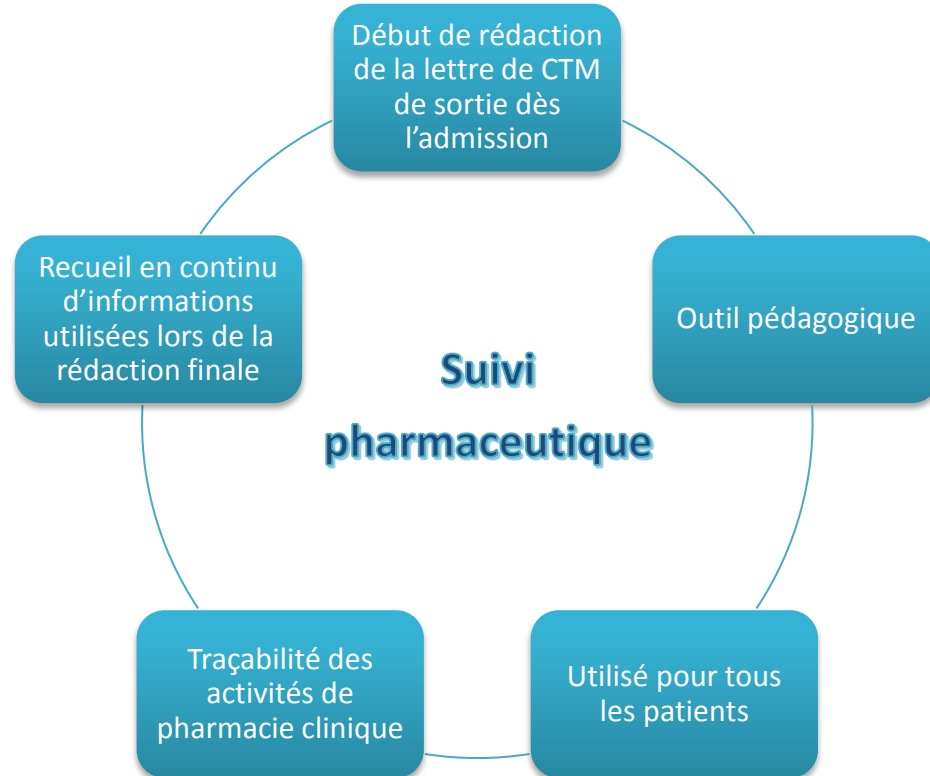 Début de rédaction
de la lettre de CTM
de sortie dès
l’admission
Outil pédagogique
Utilisé pour tous
les patients
Traçabilité des
activités de
pharmacie clinique
Recueil en continu
d’informations
utilisées lors de la
rédaction finale
Suivi
pharmaceutique